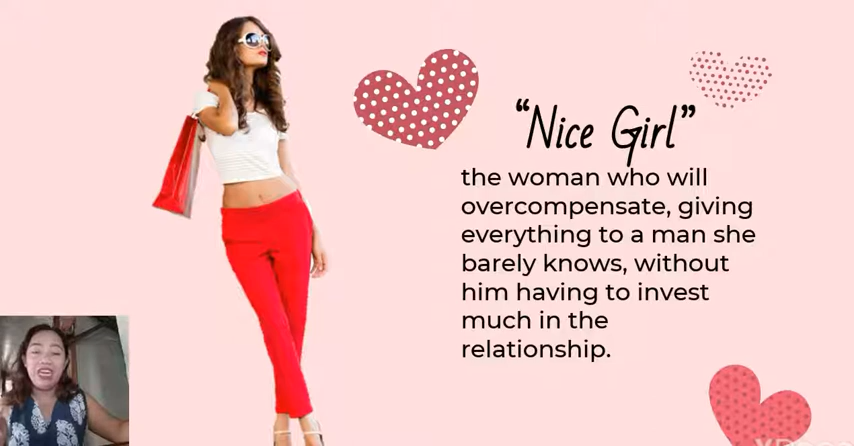 “Nice Girl”
the woman who will
overcompensate, giving
everything to a man she
barely knows, without
him having to invest
much in the
relationship.